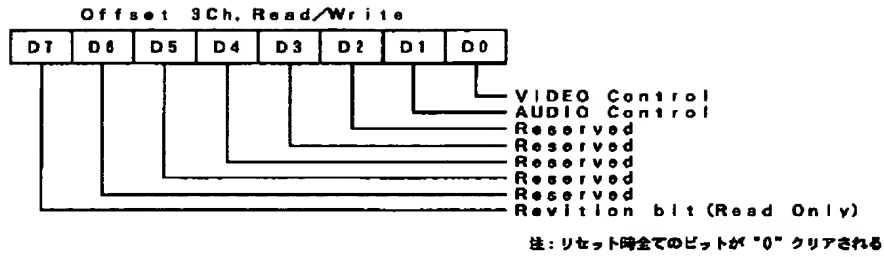 Offset 3Ch, Read/Write
D7 D6 D5 D4 D3 D2 D1 D0
VIDEO Control
AUDIO Control
Reserved
Reserved
Reserved
Reserved
Reserved
Revition bit (Read Only)
注:リセット時全てのビットが "0" クリアされる